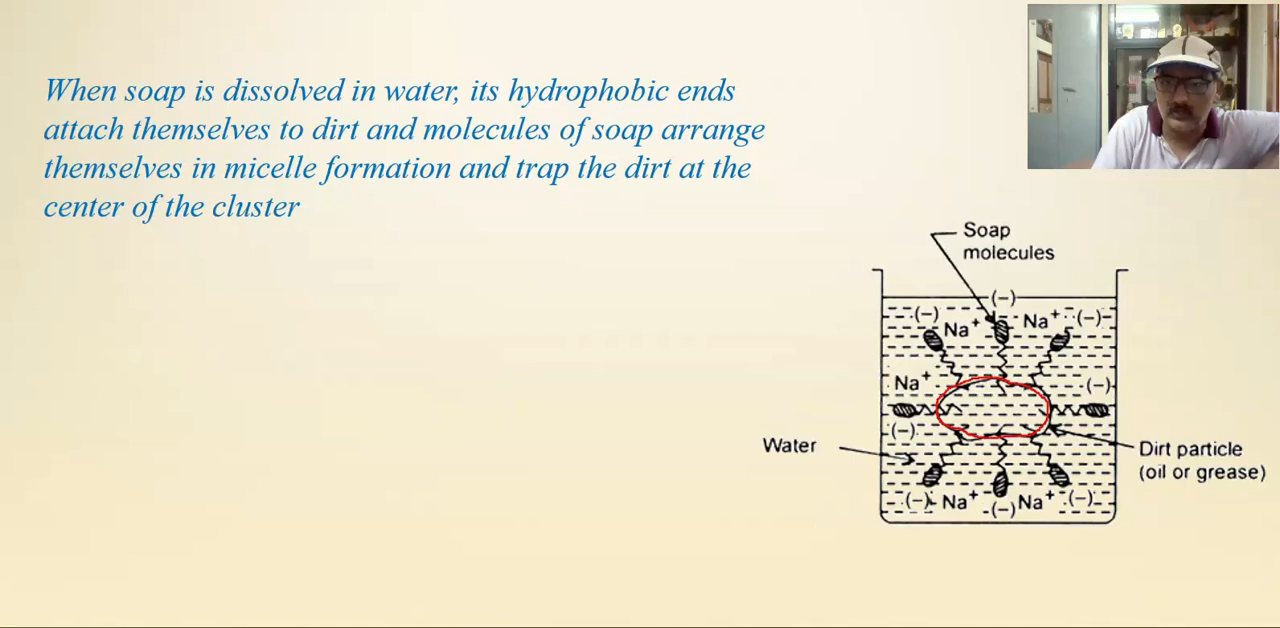 When soap is dissolved in water, its hydrophobic ends
attach themselves to dirt and molecules of soap arrange
themselves in micelle formation and trap the dirt at the
center of the cluster
Soap
molecules
(-)
(-) Na⁺ Na⁺ (-)
Na⁺ (-)
(-)
Water
Dirt particle
(oil or grease)
(-) Na⁺ (-) Na⁺ (-)